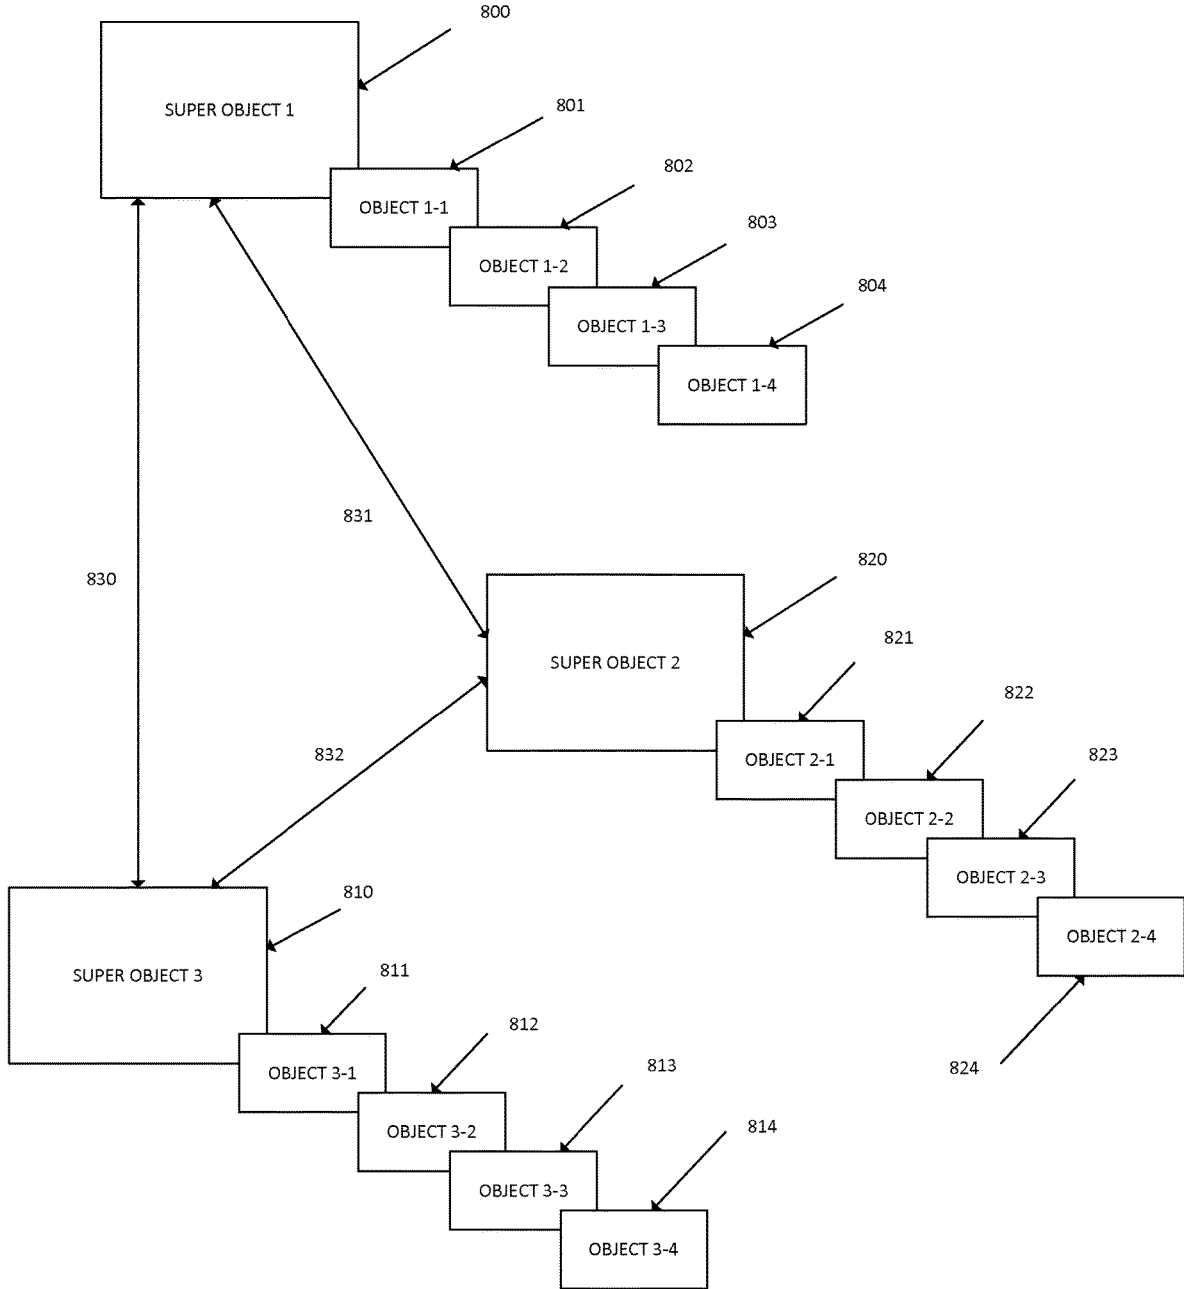 800
SUPER OBJECT 1
801
802
OBJECT 1-1
803
OBJECT 1-2
804
OBJECT 1-3
OBJECT 1-4
831
830
820
821
SUPER OBJECT 2
822
832
OBJECT 2-1
823
OBJECT 2-2
OBJECT 2-3
810
OBJECT 2-4
SUPER OBJECT 3
811
812
824
813
OBJECT 3-1
814
OBJECT 3-2
OBJECT 3-3
OBJECT 3-4